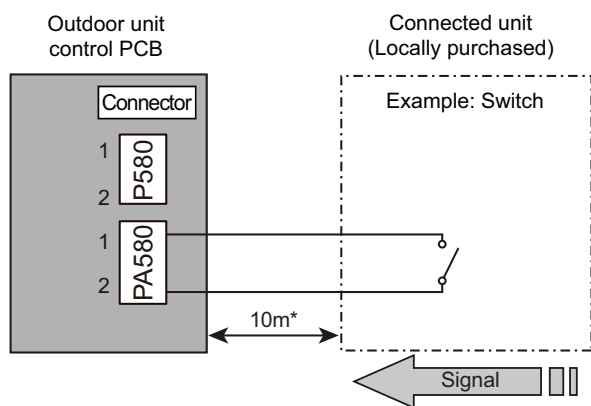 Outdoor unit
control PCB
Connected unit
(Locally purchased)
Connector
Example: Switch
1
2
P580
1
2
PA580
10m*
Signal